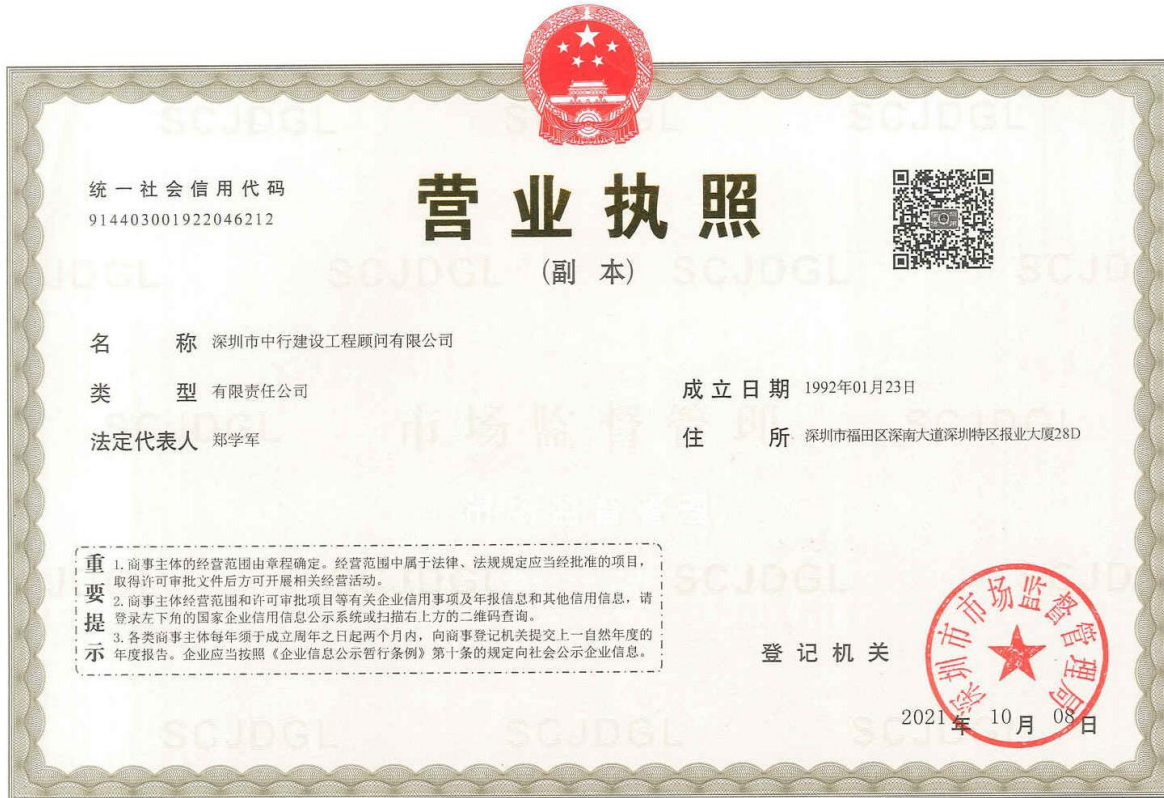 统一社会信用代码
914403001922046212
营业执照
(副 本)
名 称 深圳市中行建设工程顾问有限公司
类 型 有限责任公司
法定代表人 郑学军
成立日期 1992年01月23日
住 所 深圳市福田区深南大道深圳特区报业大厦28D
重要提示
1. 商事主体的经营范围由章程确定。经营范围中属于法律、法规规定应当经批准的项目，
取得许可审批文件后方可开展相关经营活动。
2. 商事主体经营范围和许可审批项目等有关企业信用事项及年报信息和其他信用信息，请
登录左下角的国家企业信用信息公示系统或扫描右上方的二维码查询。
3. 各类商事主体每年须于成立周年之日起两个月内，向商事登记机关提交上一自然年度的
年度报告。企业应当按照《企业信息公示暂行条例》第十条的规定向社会公示企业信息。
登记机关
深圳市市场监督管理局
2021年 10月 08日
SCJDGL
SCJDGL
SCJDGL
SCJDGL
SCJDGL
SCJDGL
SCJDGL
市场监督管理